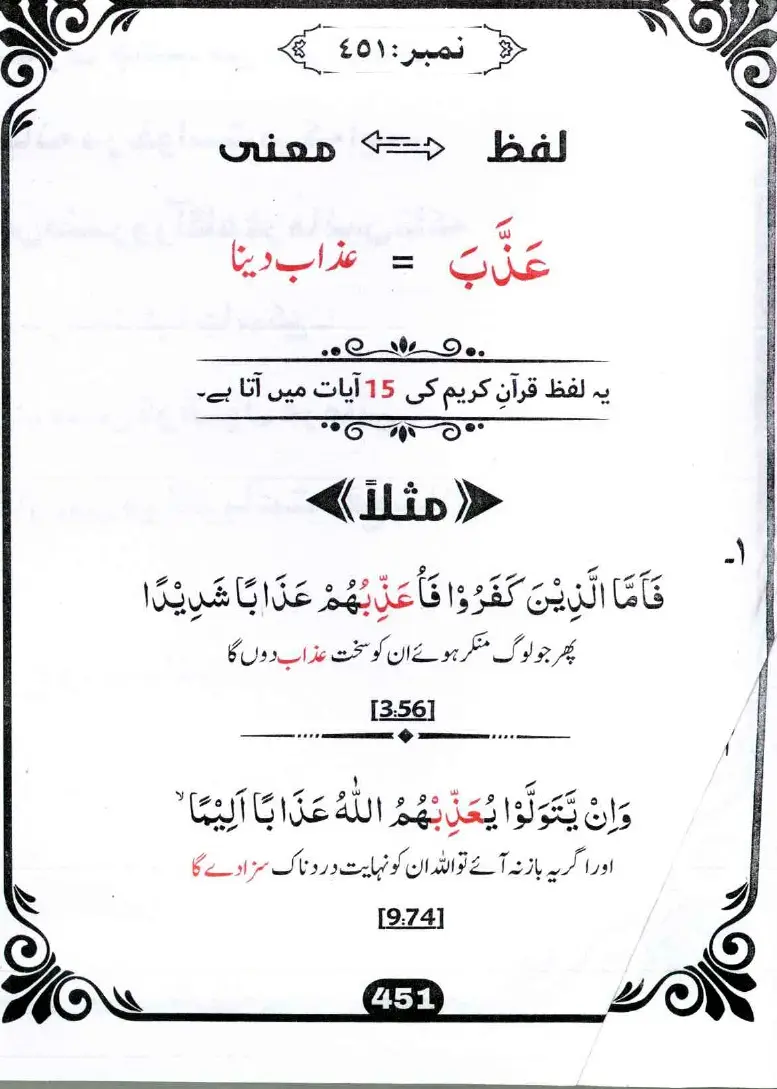 نمبر: ٤٥١
لفظ ⇐⇒ معنی
عَذَّبَ = عذاب دینا
یہ لفظ قرآنِ کریم کی 15 آیات میں آتا ہے۔
مثلاً
١۔
فَاَمَّا الَّذِیْنَ کَفَرُوْا فَاُعَذِّبُهُمْ عَذَابًا شَدِیْدًا
پھر جو لوگ منکر ہوئے ان کو سخت عذاب دوں گا
[3:56]
وَاِنْ یَّتَوَلَّوْا یُعَذِّبْهُمُ اللّٰهُ عَذَابًا اَلِیْمًا ۙ
اور اگر یہ باز نہ آئے تو اللہ ان کو نہایت دردناک سزا دے گا
[9:74]
451